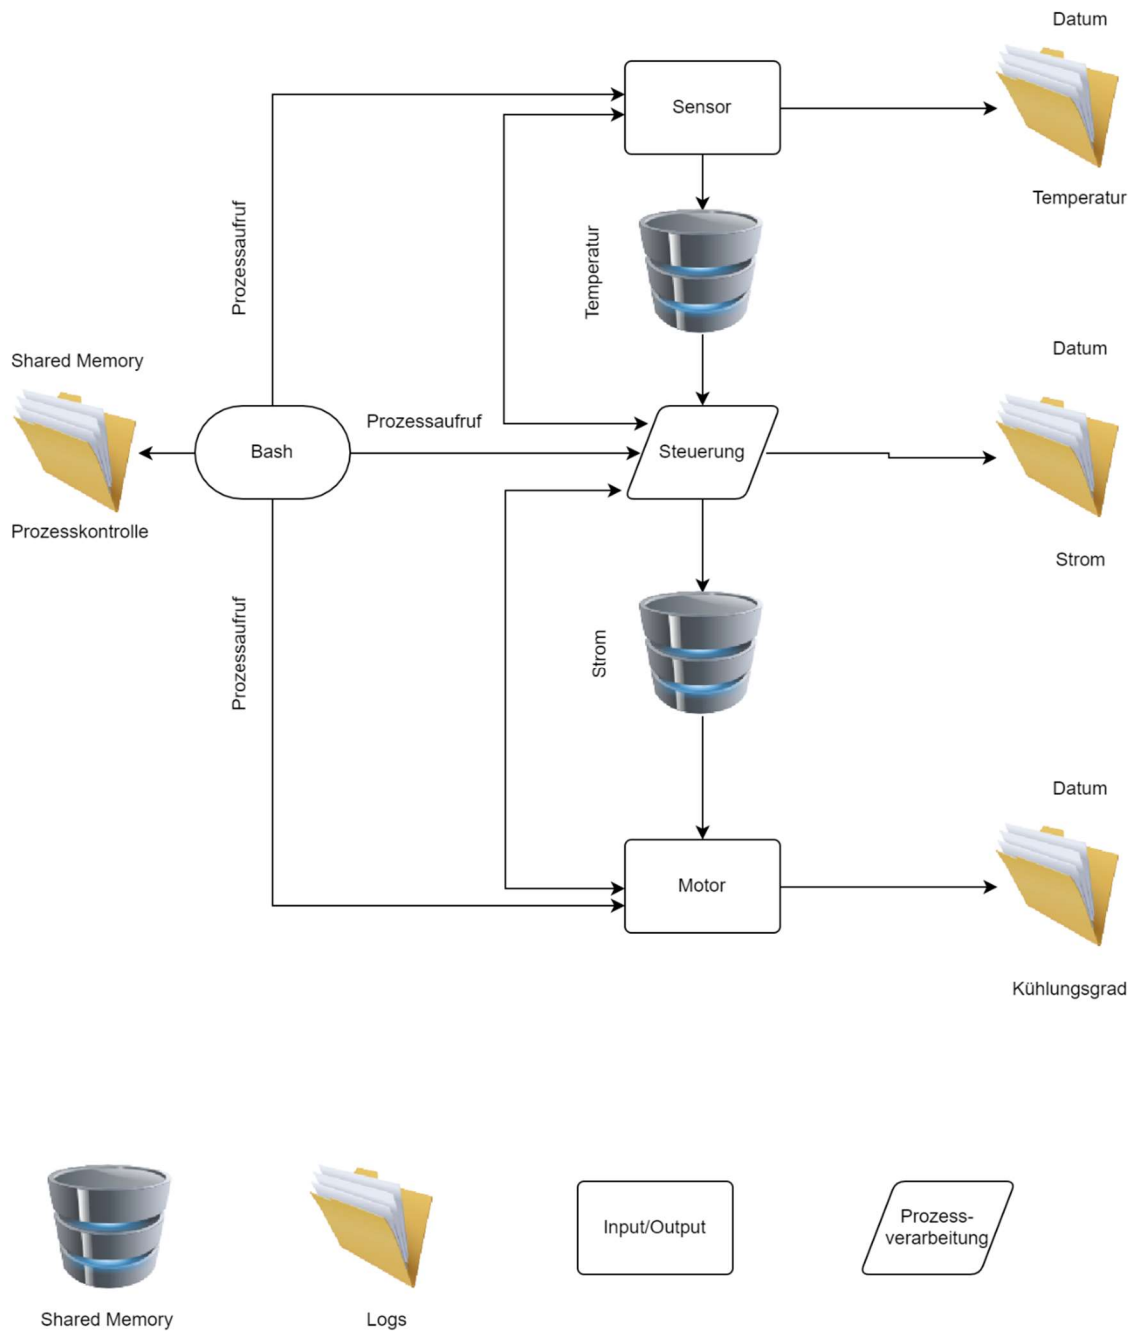 Datum
Sensor
Temperatur
Prozessaufruf
Temperatur
Shared Memory
Datum
Prozessaufruf
Bash
Steuerung
Prozesskontrolle
Strom
Prozessaufruf
Strom
Datum
Motor
Kühlungsgrad
Input/Output
Prozess-
verarbeitung
Shared Memory
Logs